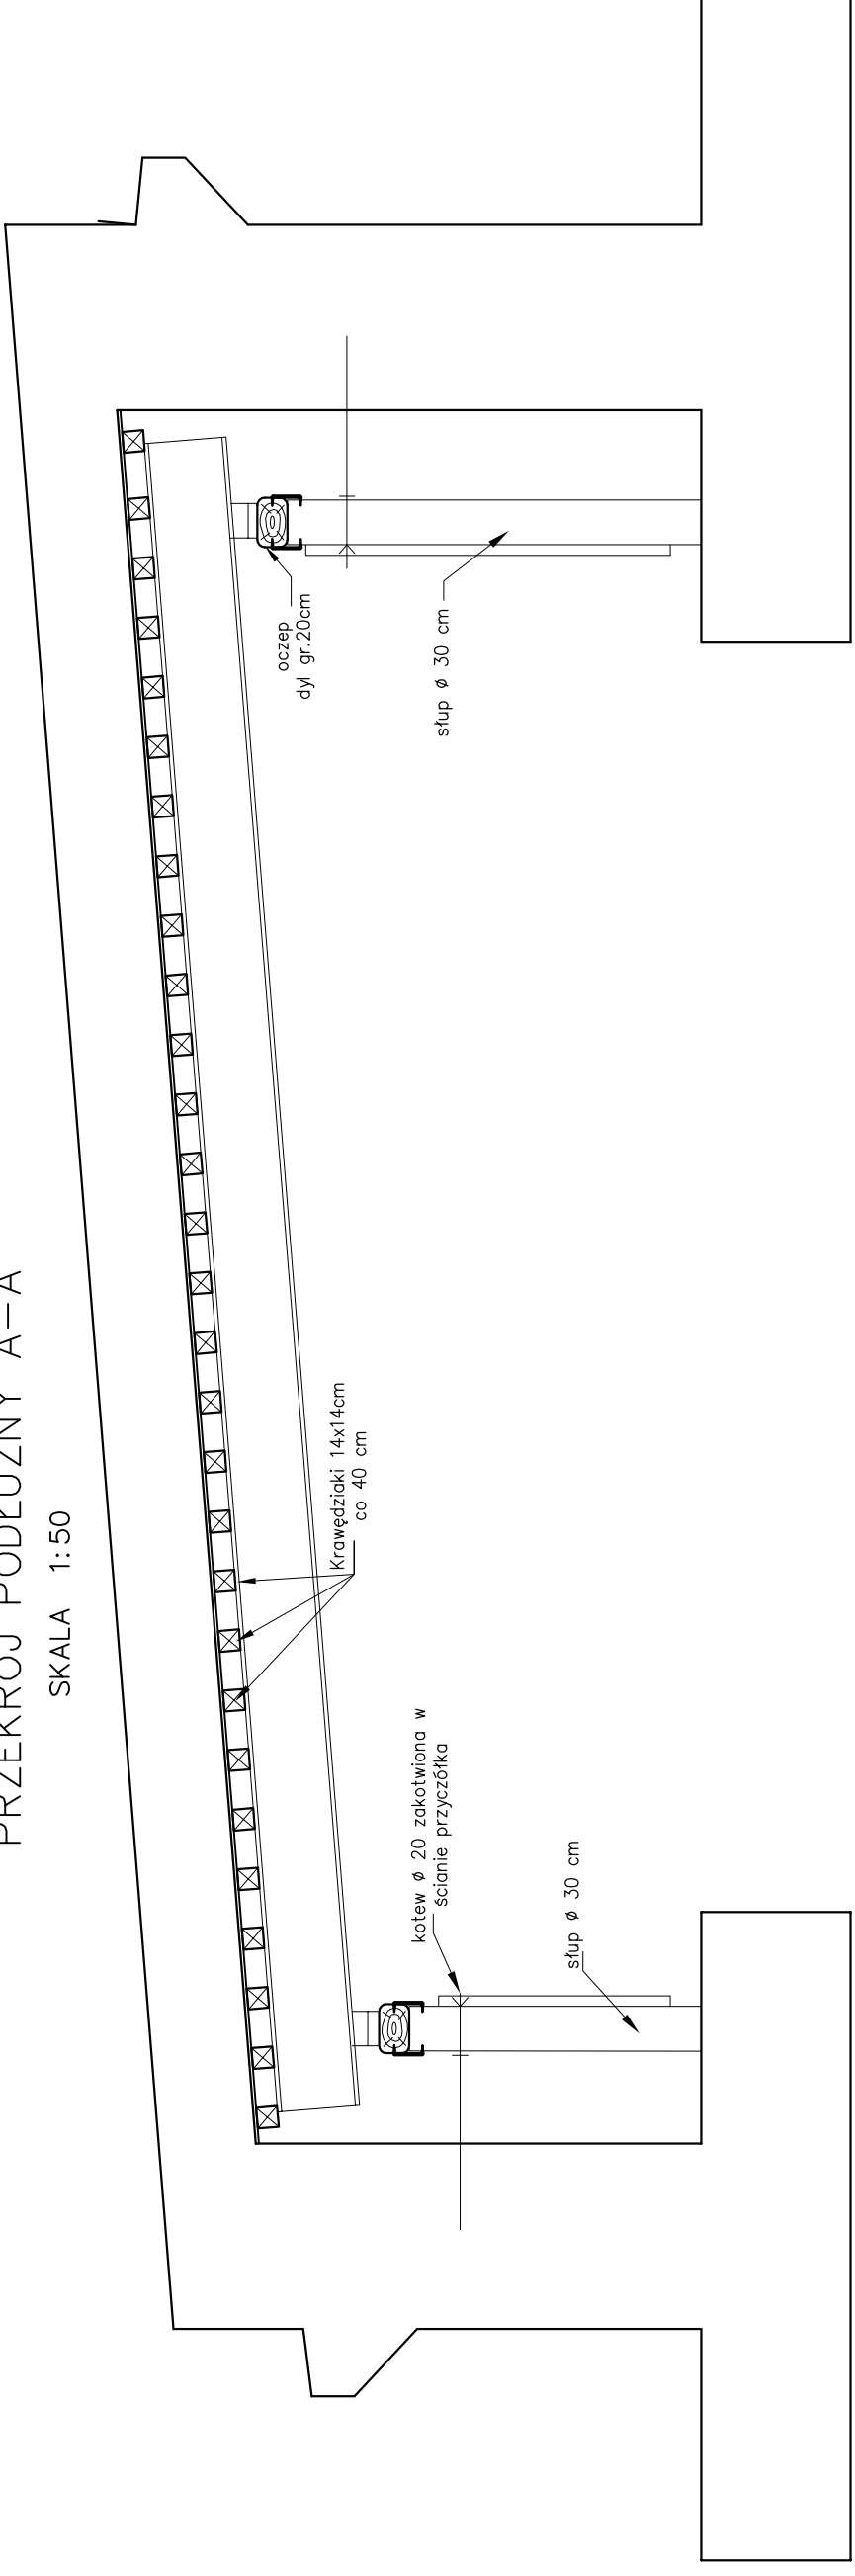 PRZEKRÓJ PODŁUŻNY A-A
SKALA 1:50
Krawędziaki 14x14cm
co 40 cm
oczep
dyl gr.20cm
kotew ø 20 zakotwiona w
ścianie przyczółka
słup ø 30 cm
słup ø 30 cm